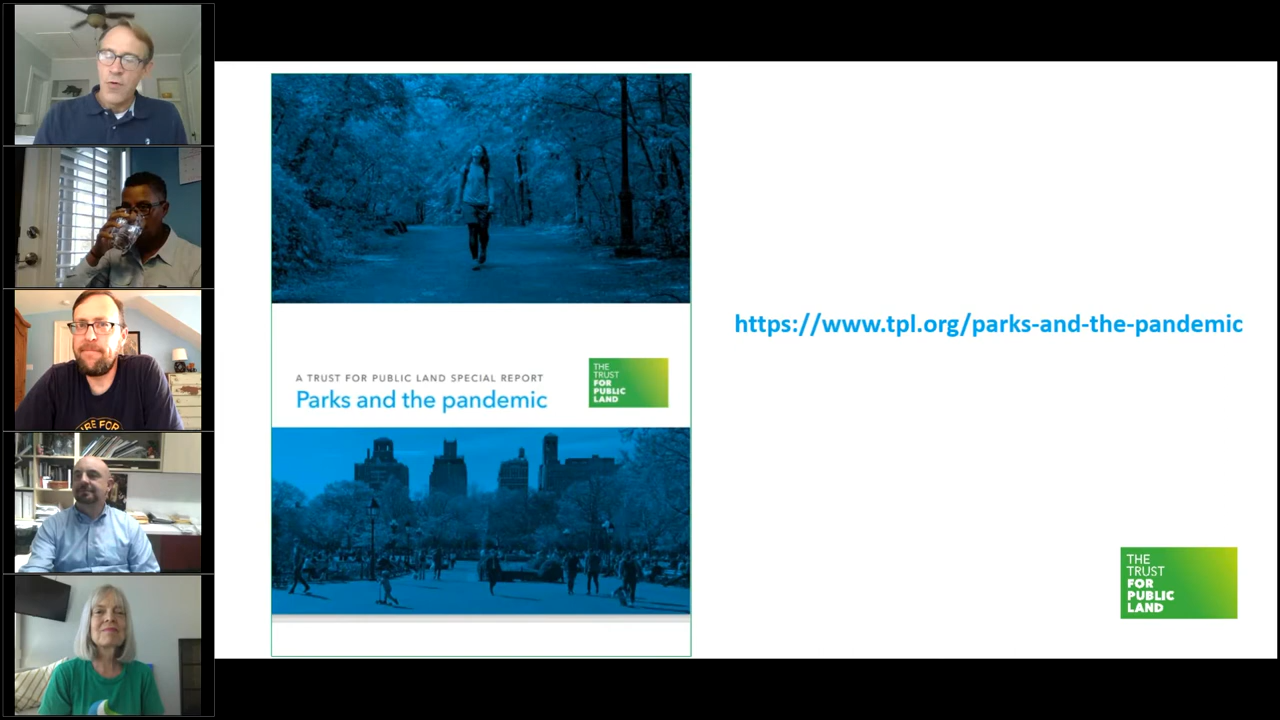 A TRUST FOR PUBLIC LAND SPECIAL REPORT
Parks and the pandemic
THE
TRUST
FOR
PUBLIC
LAND
https://www.tpl.org/parks-and-the-pandemic
THE
TRUST
FOR
PUBLIC
LAND